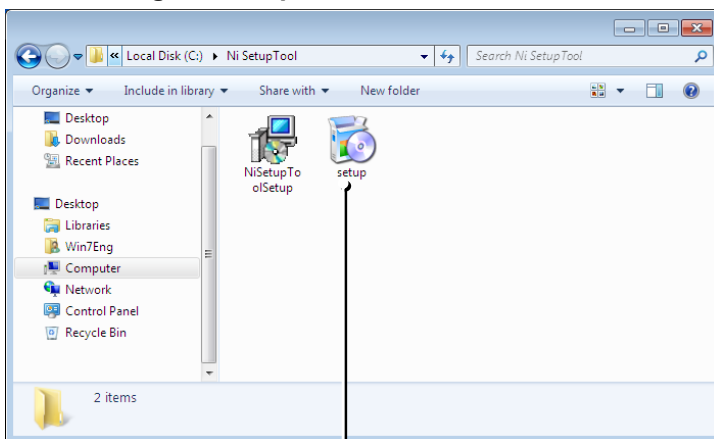 « Local Disk (C:) ▸ Ni SetupTool
Search Ni SetupTool
Organize Include in library Share with New folder
Desktop
Downloads
Recent Places
Desktop
Libraries
Win7Eng
Computer
Network
Control Panel
Recycle Bin
NiSetupTo
olSetup
setup
2 items